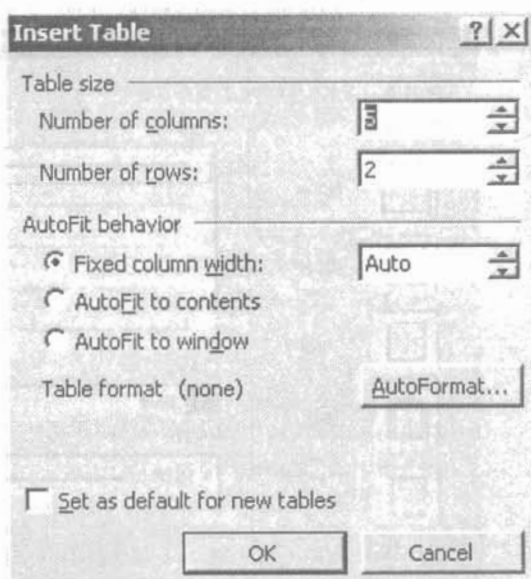 Insert Table ? ×
Table size
Number of columns: 5
Number of rows: 2
AutoFit behavior
Fixed column width: Auto
AutoFit to contents
AutoFit to window
Table format (none) AutoFormat...
Set as default for new tables
OK Cancel